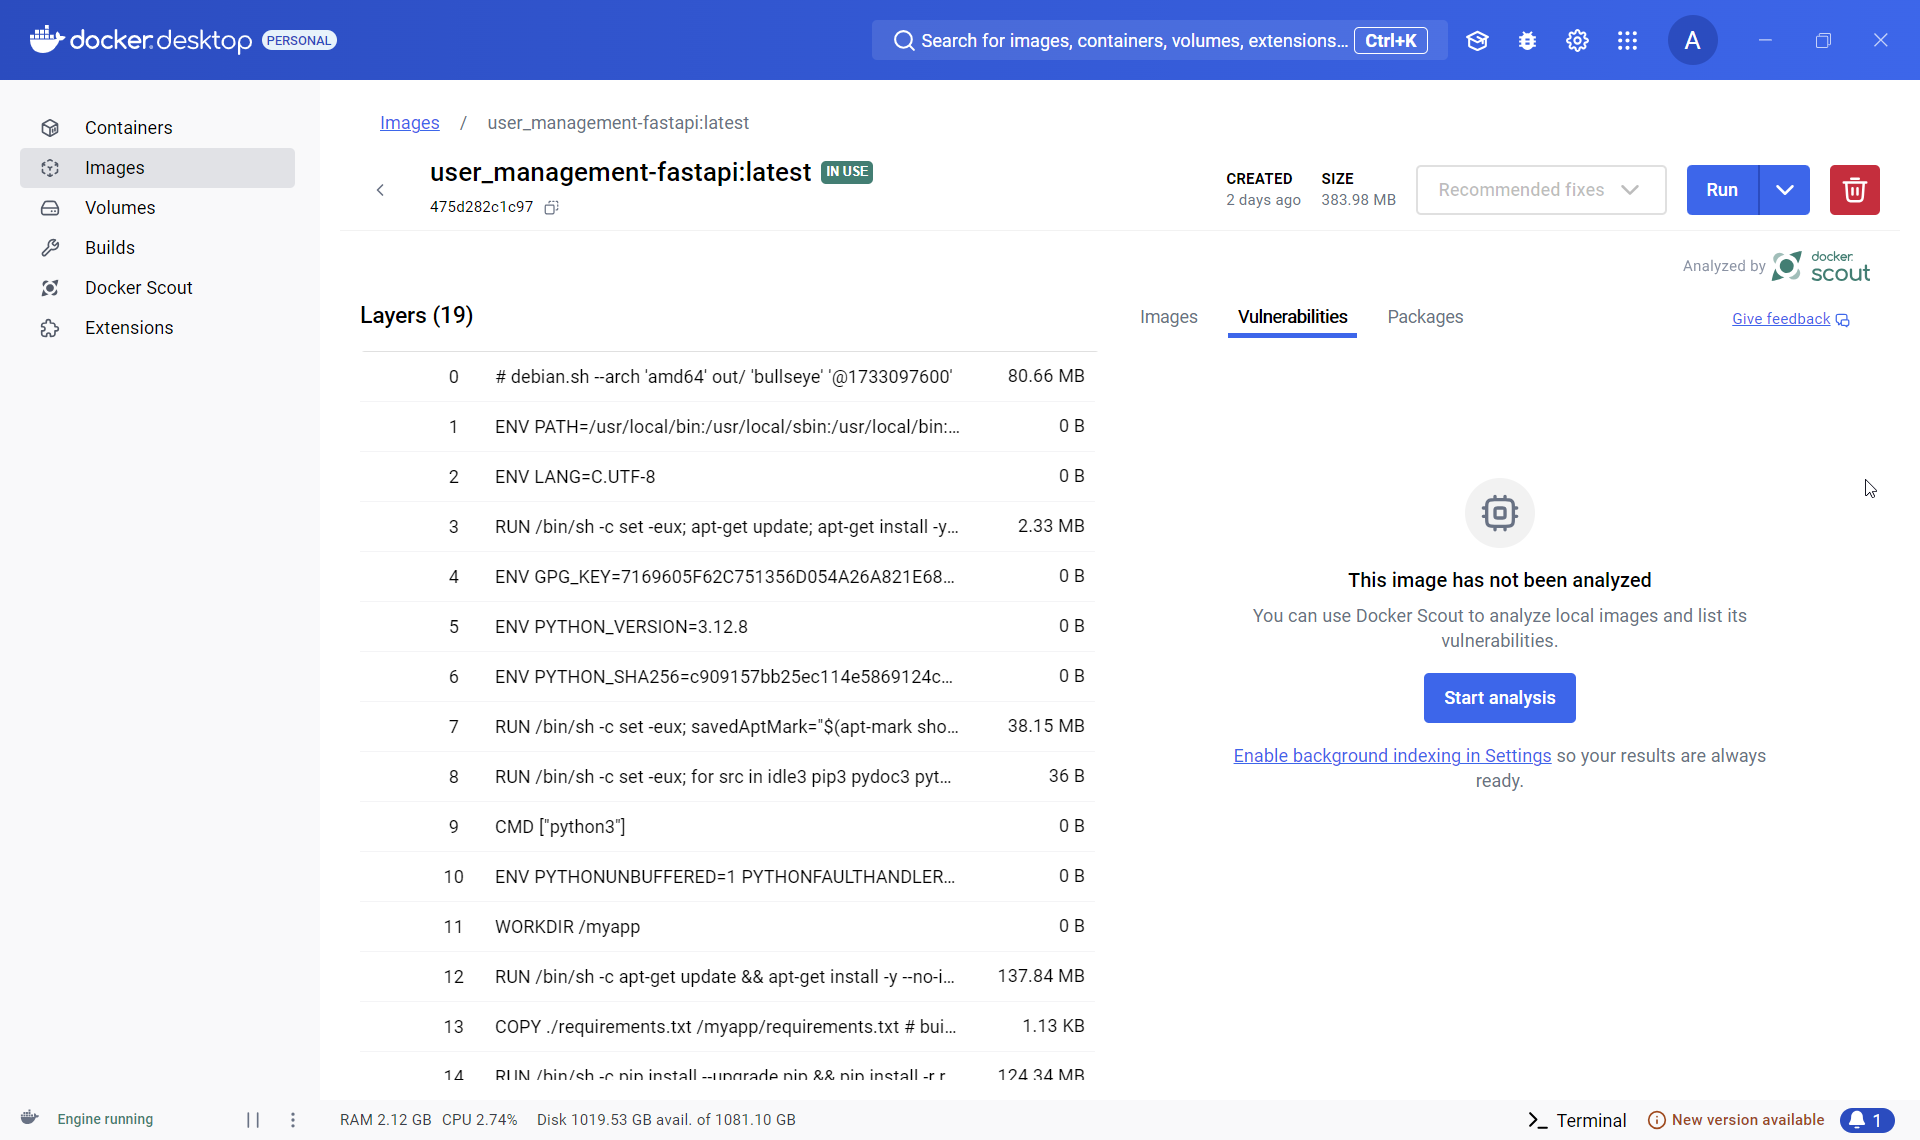 docker.desktop PERSONAL
Search for images, containers, volumes, extensions... Ctrl+K
A
Containers
Images
Volumes
Builds
Docker Scout
Extensions
Images / user_management-fastapi:latest
user_management-fastapi:latest IN USE
475d282c1c97
CREATED
2 days ago
SIZE
383.98 MB
Recommended fixes
Run
Analyzed by docker. scout
Layers (19)
0 # debian.sh --arch 'amd64' out/ 'bullseye' '@1733097600' 80.66 MB
1 ENV PATH=/usr/local/bin:/usr/local/sbin:/usr/local/bin:... 0 B
2 ENV LANG=C.UTF-8 0 B
3 RUN /bin/sh -c set -eux; apt-get update; apt-get install -y... 2.33 MB
4 ENV GPG_KEY=7169605F62C751356D054A26A821E68... 0 B
5 ENV PYTHON_VERSION=3.12.8 0 B
6 ENV PYTHON_SHA256=c909157bb25ec114e5869124c... 0 B
7 RUN /bin/sh -c set -eux; savedAptMark="$(apt-mark sho... 38.15 MB
8 RUN /bin/sh -c set -eux; for src in idle3 pip3 pydoc3 pyt... 36 B
9 CMD ["python3"] 0 B
10 ENV PYTHONUNBUFFERED=1 PYTHONFAULTHANDLER... 0 B
11 WORKDIR /myapp 0 B
12 RUN /bin/sh -c apt-get update && apt-get install -y --no-i... 137.84 MB
13 COPY ./requirements.txt /myapp/requirements.txt # bui... 1.13 KB
14 RUN /bin/sh -c pip install --upgrade pip && pip install -r r... 124.34 MB
Images
Vulnerabilities
Packages
Give feedback
This image has not been analyzed
You can use Docker Scout to analyze local images and list its
vulnerabilities.
Start analysis
Enable background indexing in Settings so your results are always
ready.
Engine running
RAM 2.12 GB CPU 2.74% Disk 1019.53 GB avail. of 1081.10 GB
Terminal
New version available
1